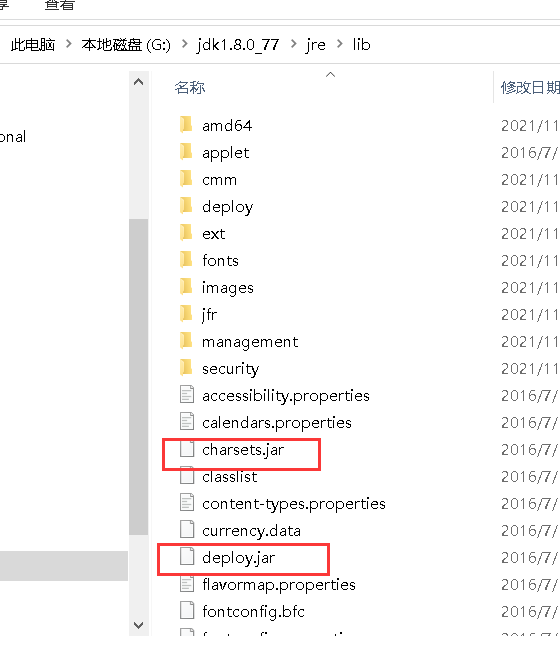 享 查看
此电脑 > 本地磁盘 (G:) > jdk1.8.0_77 > jre > lib
名称 修改日期
onal
amd64 2021/11
applet 2016/7/
cmm 2021/11
deploy 2021/11
ext 2021/11
fonts 2021/11
images 2021/11
jfr 2021/11
management 2021/11
security 2021/11
accessibility.properties 2016/7/
calendars.properties 2016/7/
charsets.jar 2016/7/
classlist 2016/7/
content-types.properties 2016/7/
currency.data 2016/7/
deploy.jar 2016/7/
flavormap.properties 2016/7/
fontconfig.bfc 2016/7/